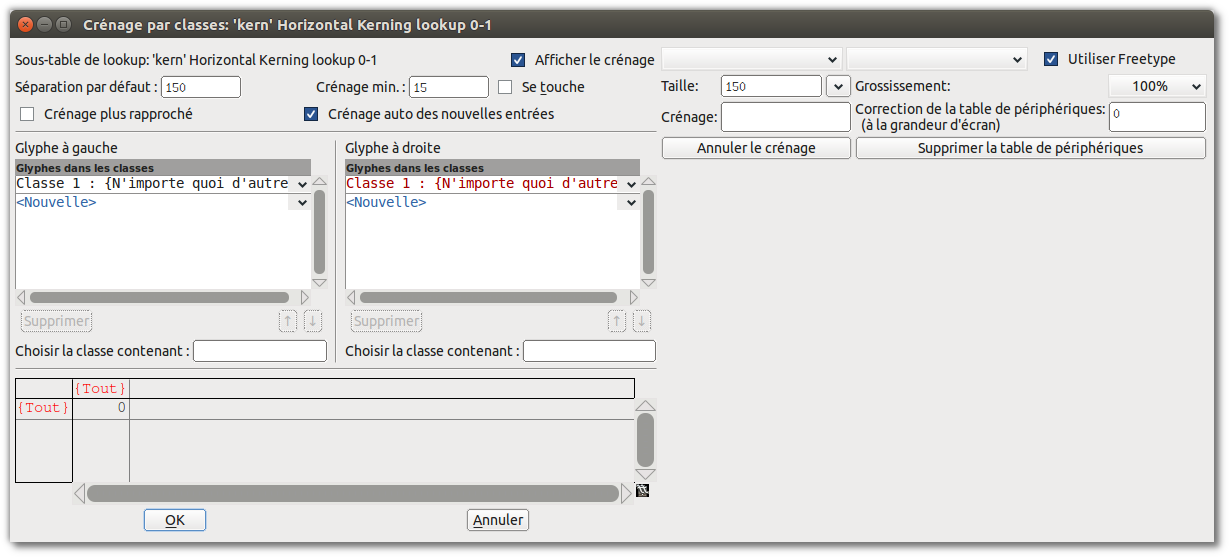 Crénage par classes: 'kern' Horizontal Kerning lookup 0-1
Sous-table de lookup: 'kern' Horizontal Kerning lookup 0-1
Afficher le crénage
Utiliser Freetype
Séparation par défaut : 150
Crénage min. : 15
Se touche
Taille: 150
Grossissement: 100%
Crénage plus rapproché
Crénage auto des nouvelles entrées
Crénage:
Correction de la table de périphériques: 0
(à la grandeur d'écran)
Annuler le crénage
Supprimer la table de périphériques
Glyphe à gauche
Glyphes dans les classes
Classe 1 : {N'importe quoi d'autre
<Nouvelle>
Supprimer ↑ ↓
Choisir la classe contenant :
Glyphe à droite
Glyphes dans les classes
Classe 1 : {N'importe quoi d'autre
<Nouvelle>
Supprimer ↑ ↓
Choisir la classe contenant :
{Tout}
{Tout} 0
OK
Annuler